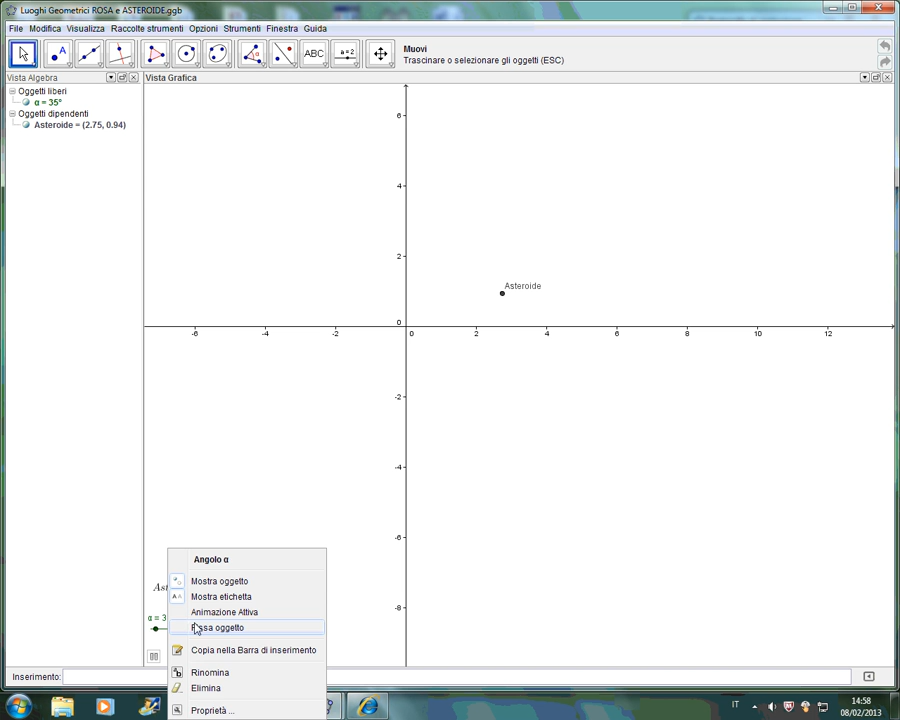 Luoghi Geometrici ROSA e ASTEROIDE.ggb
File Modifica Visualizza Raccolte strumenti Opzioni Strumenti Finestra Guida
A
ABC
a=2
Muovi
Trascinare o selezionare gli oggetti (ESC)
Vista Algebra
Vista Grafica
Oggetti liberi
α = 35°
Oggetti dipendenti
Asteroide = (2.75, 0.94)
6
4
2
Asteroide
0
-6 -4 -2 0 2 4 6 8 10 12
-2
-4
-6
-8
Angolo α
Mostra oggetto
Mostra etichetta
Animazione Attiva
Fissa oggetto
Copia nella Barra di inserimento
Rinomina
Elimina
Proprietà ...
Ast
α = 3
Inserimento:
IT
14:58
08/02/2013